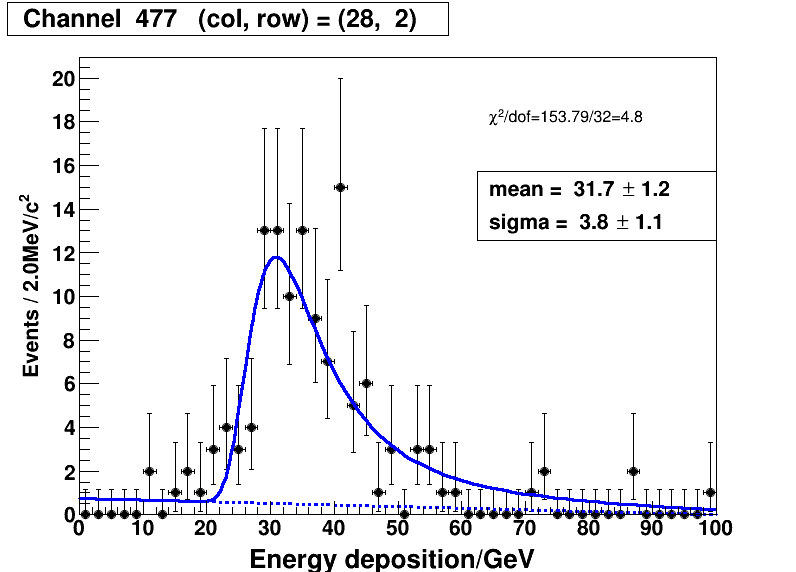 Channel 477 (col, row) = (28, 2)
χ²/dof=153.79/32=4.8
mean = 31.7 ± 1.2
sigma = 3.8 ± 1.1
Events / 2.0MeV/c²
20
18
16
14
12
10
8
6
4
2
0
0 10 20 30 40 50 60 70 80 90 100
Energy deposition/GeV